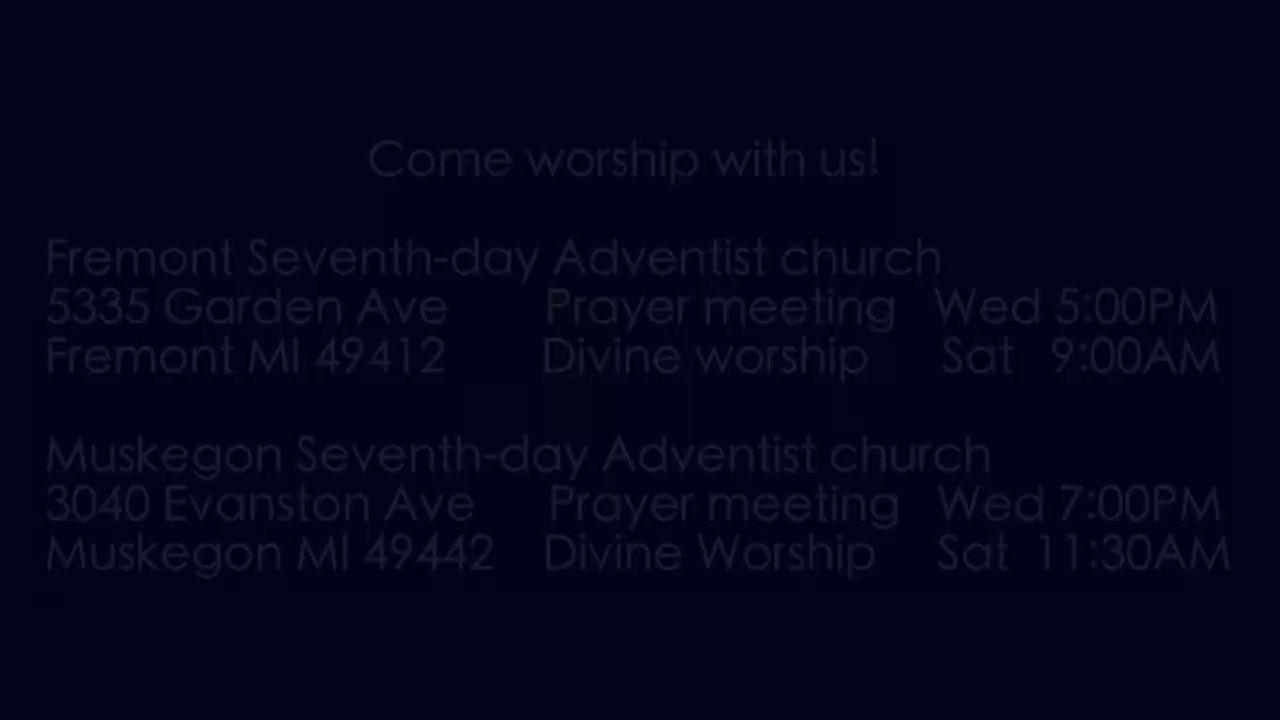 Come worship with us!
Fremont Seventh-day Adventist church
5335 Garden Ave Prayer meeting Wed 5:00PM
Fremont MI 49412 Divine worship Sat 9:00AM
Muskegon Seventh-day Adventist church
3040 Evanston Ave Prayer meeting Wed 7:00PM
Muskegon MI 49442 Divine Worship Sat 11:30AM